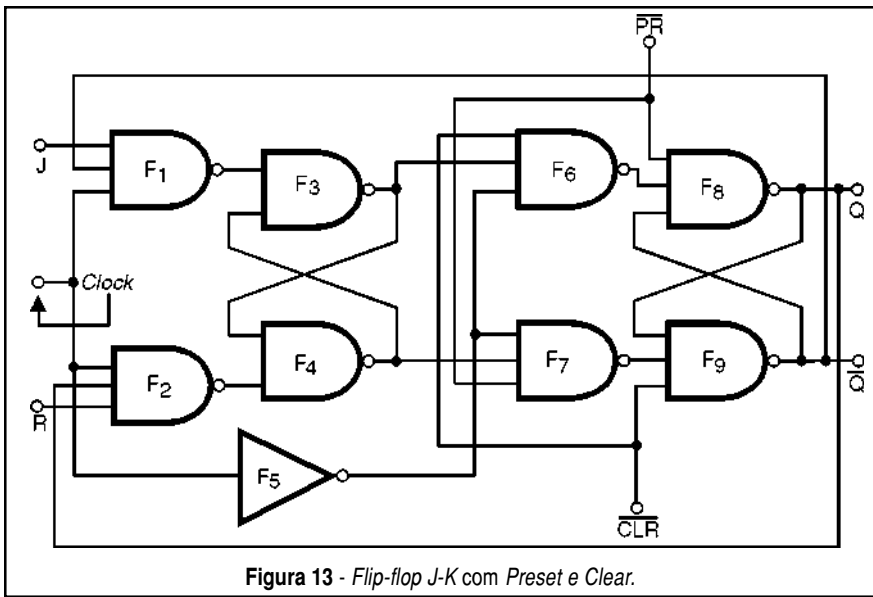 PR
J
F1
F3
F6
F8
Q
Clock
F2
F4
F7
F9
Q
R
F5
CLR
Figura 13 - Flip-flop J-K com Preset e Clear.